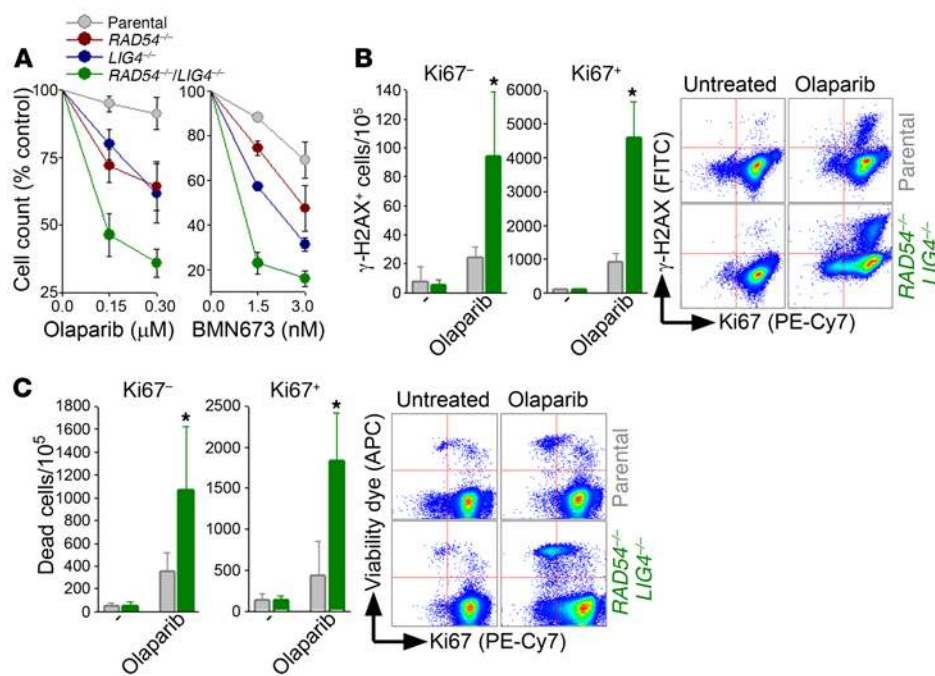 Parental
RAD54⁻/⁻
LIG4⁻/⁻
RAD54⁻/⁻/LIG4⁻/⁻
A
Cell count (% control)
100
75
50
25
0.0 0.15 0.30
Olaparib (μM)
100
80
60
40
20
0.0 1.5 3.0
BMN673 (nM)
B
Ki67⁻
γ-H2AX⁺ cells/10⁵
160
140
120
100
80
60
40
20
0
*
- Olaparib
Ki67⁺
6000
5000
4000
3000
2000
1000
0
*
- Olaparib
Untreated Olaparib
γ-H2AX (FITC)
Parental
RAD54⁻/⁻
LIG4⁻/⁻
Ki67 (PE-Cy7)
C
Ki67⁻
Dead cells/10⁵
1800
1600
1400
1200
1000
800
600
400
200
0
*
- Olaparib
Ki67⁺
2500
2000
1500
1000
500
0
*
- Olaparib
Untreated Olaparib
Viability dye (APC)
Parental
RAD54⁻/⁻
LIG4⁻/⁻
Ki67 (PE-Cy7)